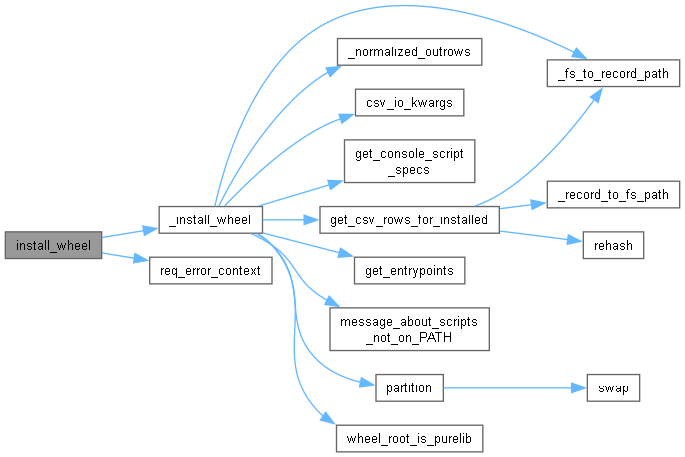 _normalized_outrows
_fs_to_record_path
csv_io_kwargs
get_console_script
_specs
_record_to_fs_path
_install_wheel
get_csv_rows_for_installed
install_wheel
rehash
req_error_context
get_entrypoints
message_about_scripts
_not_on_PATH
partition
swap
wheel_root_is_purelib